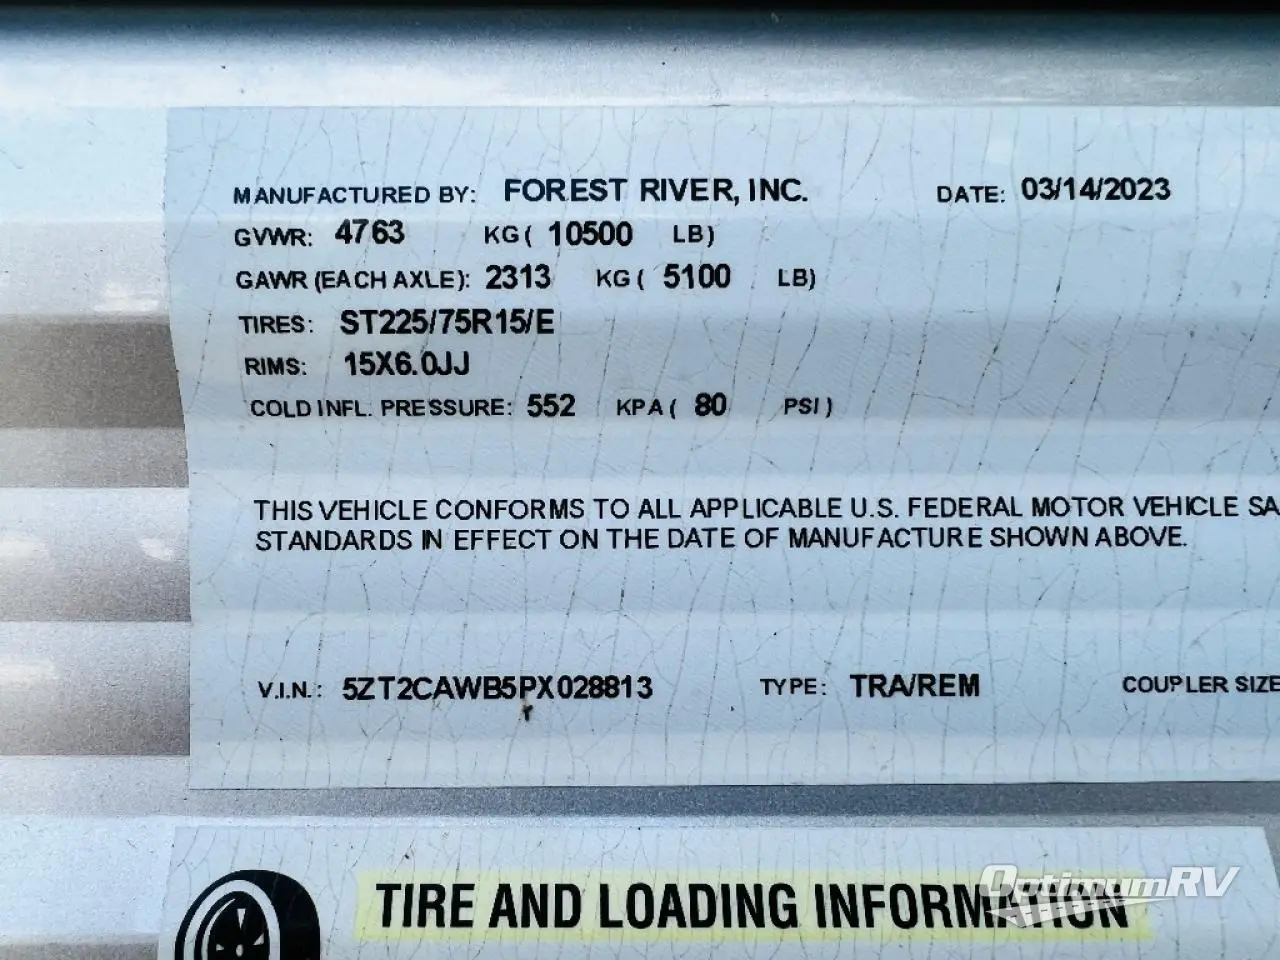 MANUFACTURED BY: FOREST RIVER, INC. DATE: 03/14/2023
GVWR: 4763 KG( 10500 LB)
GAWR (EACH AXLE): 2313 KG( 5100 LB)
TIRES: ST225/75R15/E
RIMS: 15X6.0JJ
COLD INFL. PRESSURE: 552 KPA( 80 PSI)
THIS VEHICLE CONFORMS TO ALL APPLICABLE U.S. FEDERAL MOTOR VEHICLE SA
STANDARDS IN EFFECT ON THE DATE OF MANUFACTURE SHOWN ABOVE.
V.I.N.: 5ZT2CAWB5PX028813 TYPE: TRA/REM COUPLER SIZE
TIRE AND LOADING INFORMATION
OptimumRV